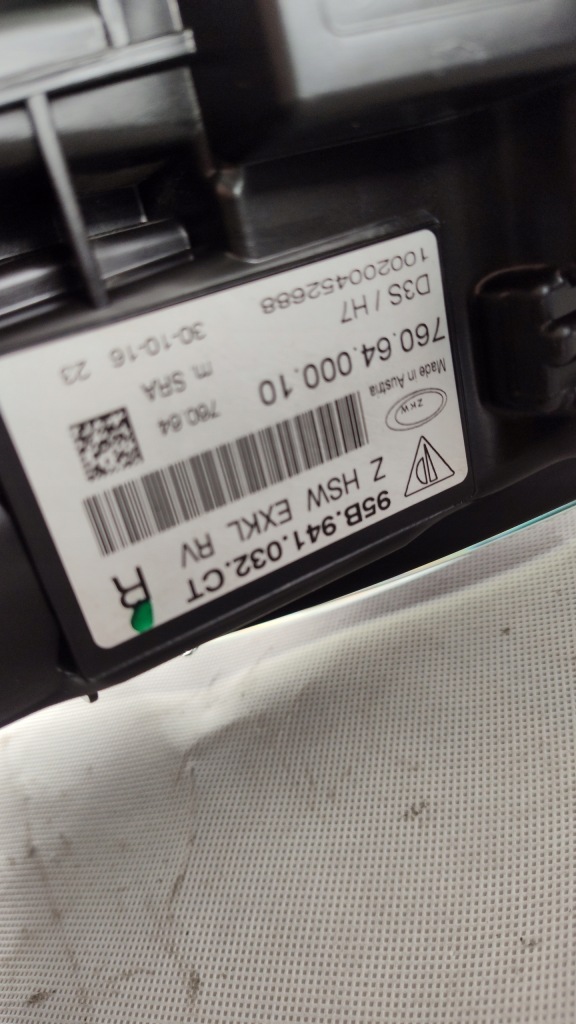 R
95B.941.032.CT
Z HSW EXKL RV
ZKW
Made in Austria
760.64
760.64.000.10
m. SRA
D3S / H7
30-10-16 23
100200452688